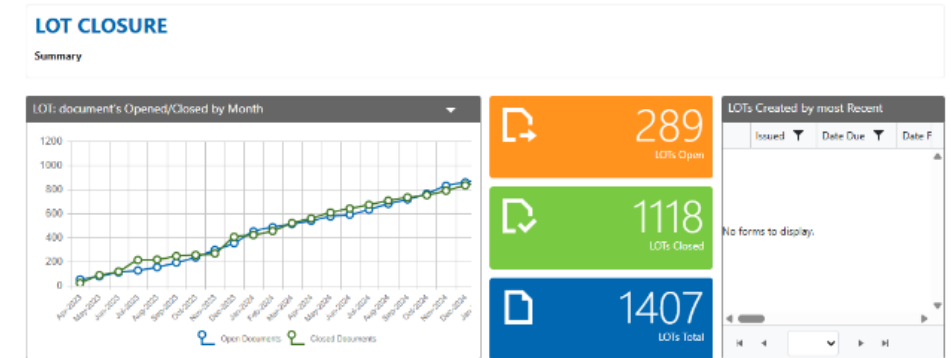 LOT CLOSURE
Summary
LOT: document's Opened/Closed by Month
1200
1000
800
600
400
200
0
Apr-2023
May-2023
Jun-2023
Jul-2023
Aug-2023
Sep-2023
Oct-2023
Nov-2023
Dec-2023
Jan-2024
Feb-2024
Mar-2024
Apr-2024
May-2024
Jun-2024
Jul-2024
Aug-2024
Sep-2024
Oct-2024
Nov-2024
Dec-2024
Jan
Open Documents Closed Documents
289
LOTs Open
1118
LOTs Closed
1407
LOTs Total
LOTs Created by most Recent
Issued Date Due Date F
No forms to display.